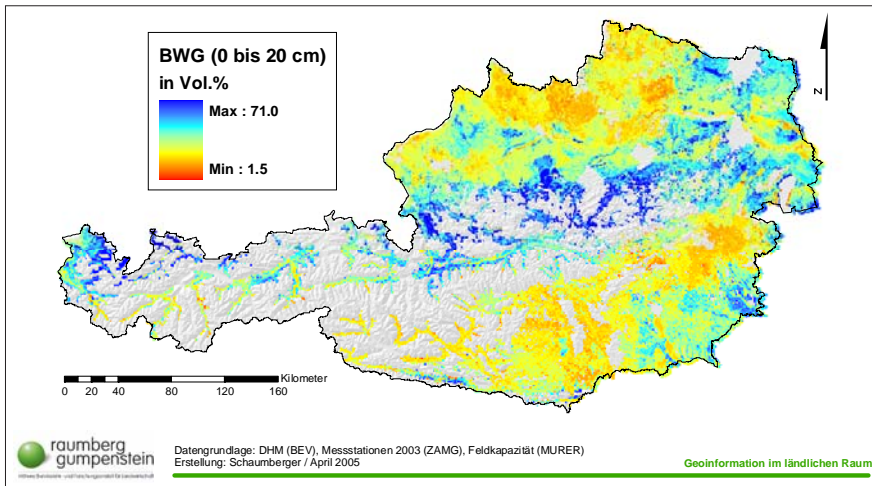 BWG (0 bis 20 cm)
in Vol.%
Max : 71.0
Min : 1.5
N
Kilometer
0 10 20 40 80 120 160
raumberg
gumpenstein
Datengrundlage: DHM (BEV), Messstationen 2003 (ZAMG), Feldkapazität (MURER)
Erstellung: Schaumberger / April 2005
Geoinformation im ländlichen Raum